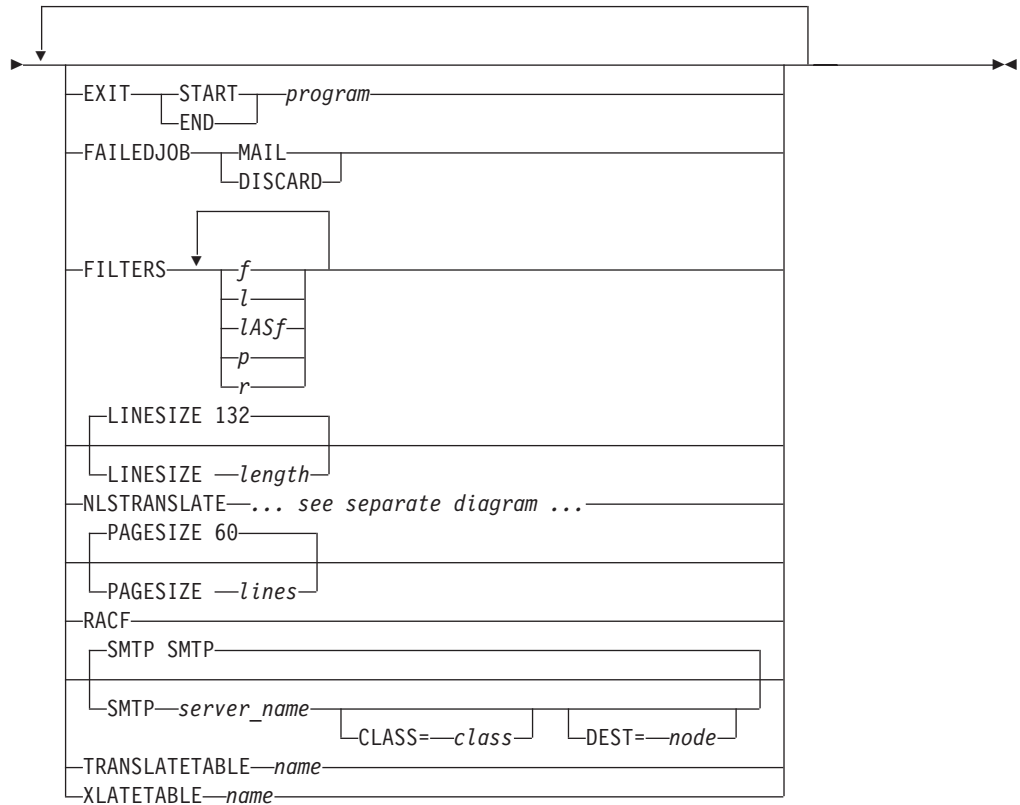 EXIT START program
END
FAILEDJOB MAIL
DISCARD
FILTERS f
l
lASf
p
r
LINESIZE 132
LINESIZE length
NLSTRANSLATE ... see separate diagram ...
PAGESIZE 60
PAGESIZE lines
RACF
SMTP SMTP
SMTP server_name
CLASS= class DEST= node
TRANSLATETABLE name
XLATETABLE name